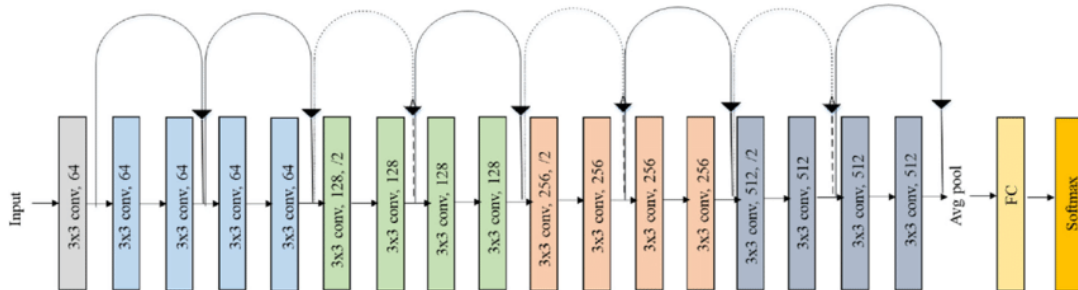 Input
3x3 conv, 64
3x3 conv, 64
3x3 conv, 64
3x3 conv, 64
3x3 conv, 64
3x3 conv, 128, /2
3x3 conv, 128
3x3 conv, 128
3x3 conv, 128
3x3 conv, 256, /2
3x3 conv, 256
3x3 conv, 256
3x3 conv, 256
3x3 conv, 512, /2
3x3 conv, 512
3x3 conv, 512
3x3 conv, 512
Avg pool
FC
Softmax